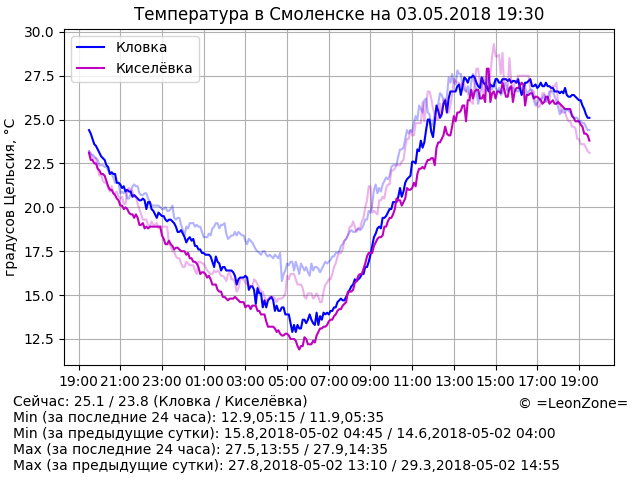 Температура в Смоленске на 03.05.2018 19:30
30.0
27.5
25.0
22.5
20.0
17.5
15.0
12.5
градусов Цельсия, °C
Кловка
Киселёвка
19:00 21:00 23:00 01:00 03:00 05:00 07:00 09:00 11:00 13:00 15:00 17:00 19:00
Сейчас: 25.1 / 23.8 (Кловка / Киселёвка)
© =LeonZone=
Min (за последние 24 часа): 12.9,05:15 / 11.9,05:35
Min (за предыдущие сутки): 15.8,2018-05-02 04:45 / 14.6,2018-05-02 04:00
Max (за последние 24 часа): 27.5,13:55 / 27.9,14:35
Max (за предыдущие сутки): 27.8,2018-05-02 13:10 / 29.3,2018-05-02 14:55